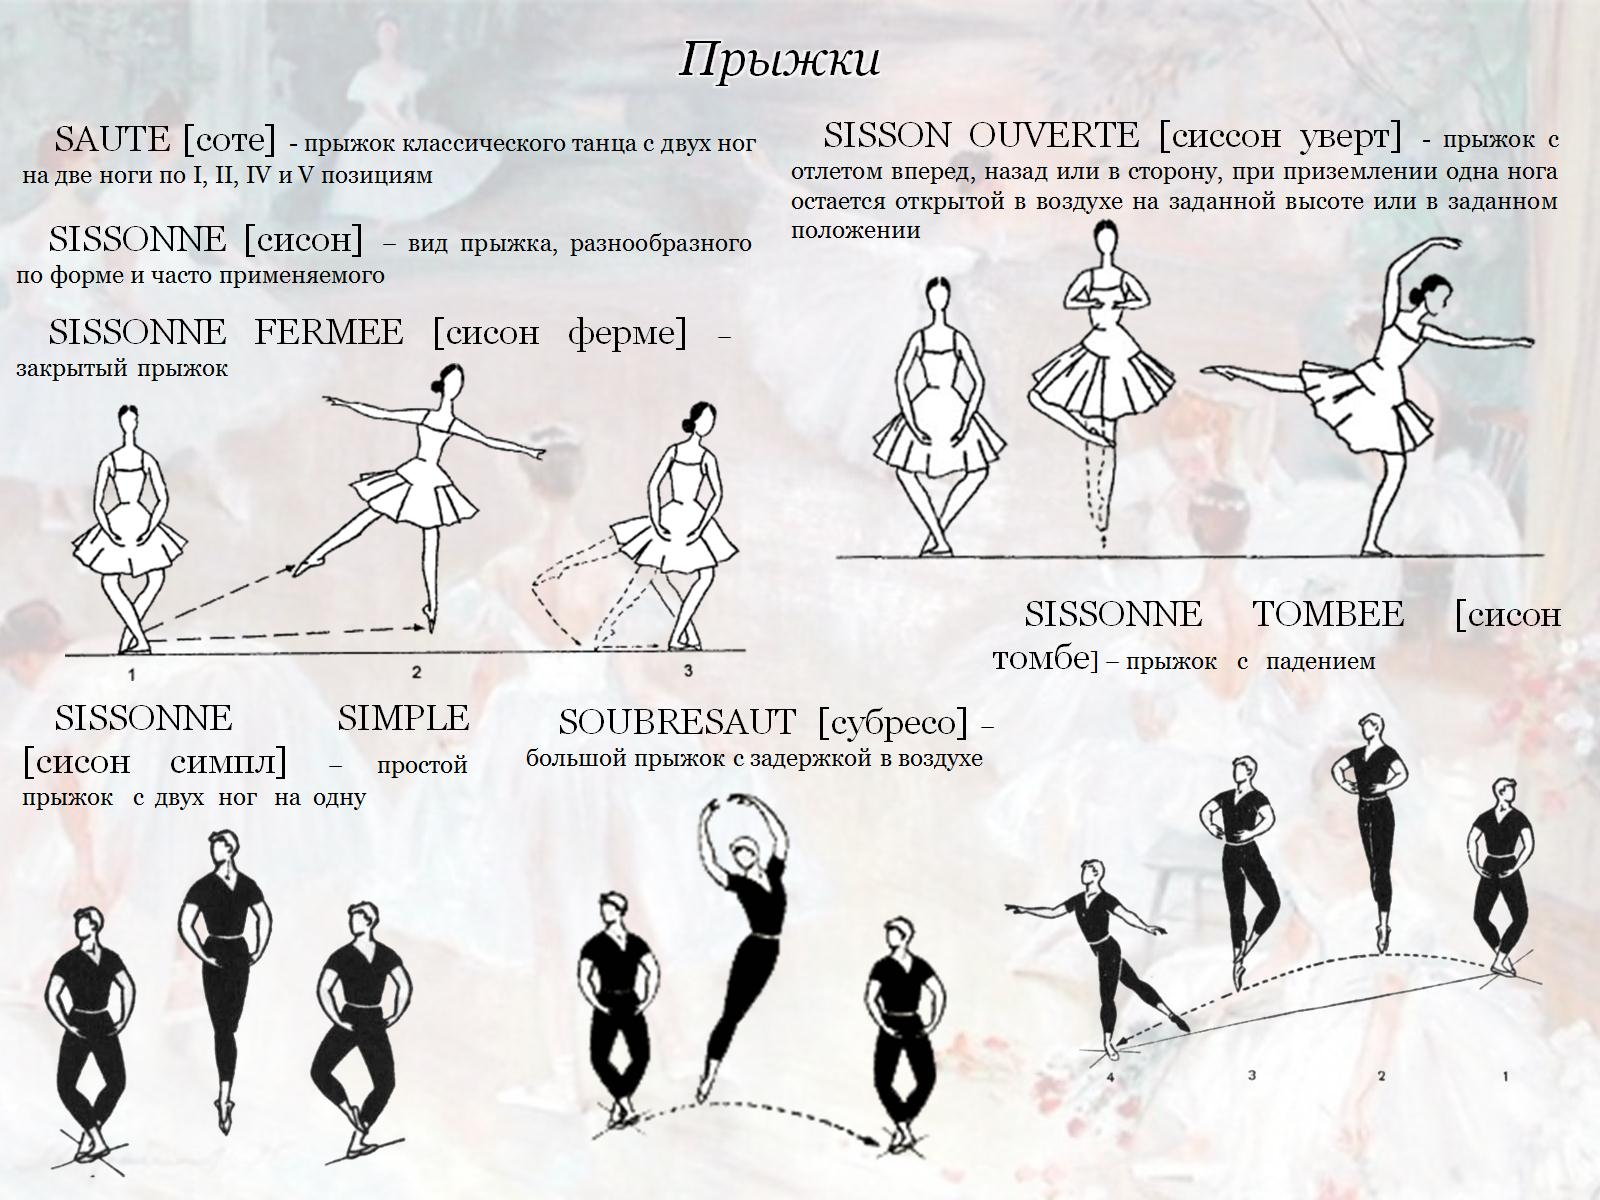 Прыжки
SAUTE [соте] - прыжок классического танца с двух ног
на две ноги по I, II, IV и V позициям
SISSONNE [сисон] – вид прыжка, разнообразного
по форме и часто применяемого
SISSONNE FERMEE [сисон ферме] –
закрытый прыжок
1 2 3
SISSON OUVERTE [сиссон уверт] - прыжок с
отлетом вперед, назад или в сторону, при приземлении одна нога
остается открытой в воздухе на заданной высоте или в заданном
положении
SISSONNE TOMBEE [сисон
томбе] – прыжок с падением
4 3 2 1
SISSONNE SIMPLE
[сисон симпл] – простой
прыжок с двух ног на одну
SOUBRESAUT [субресо] –
большой прыжок с задержкой в воздухе